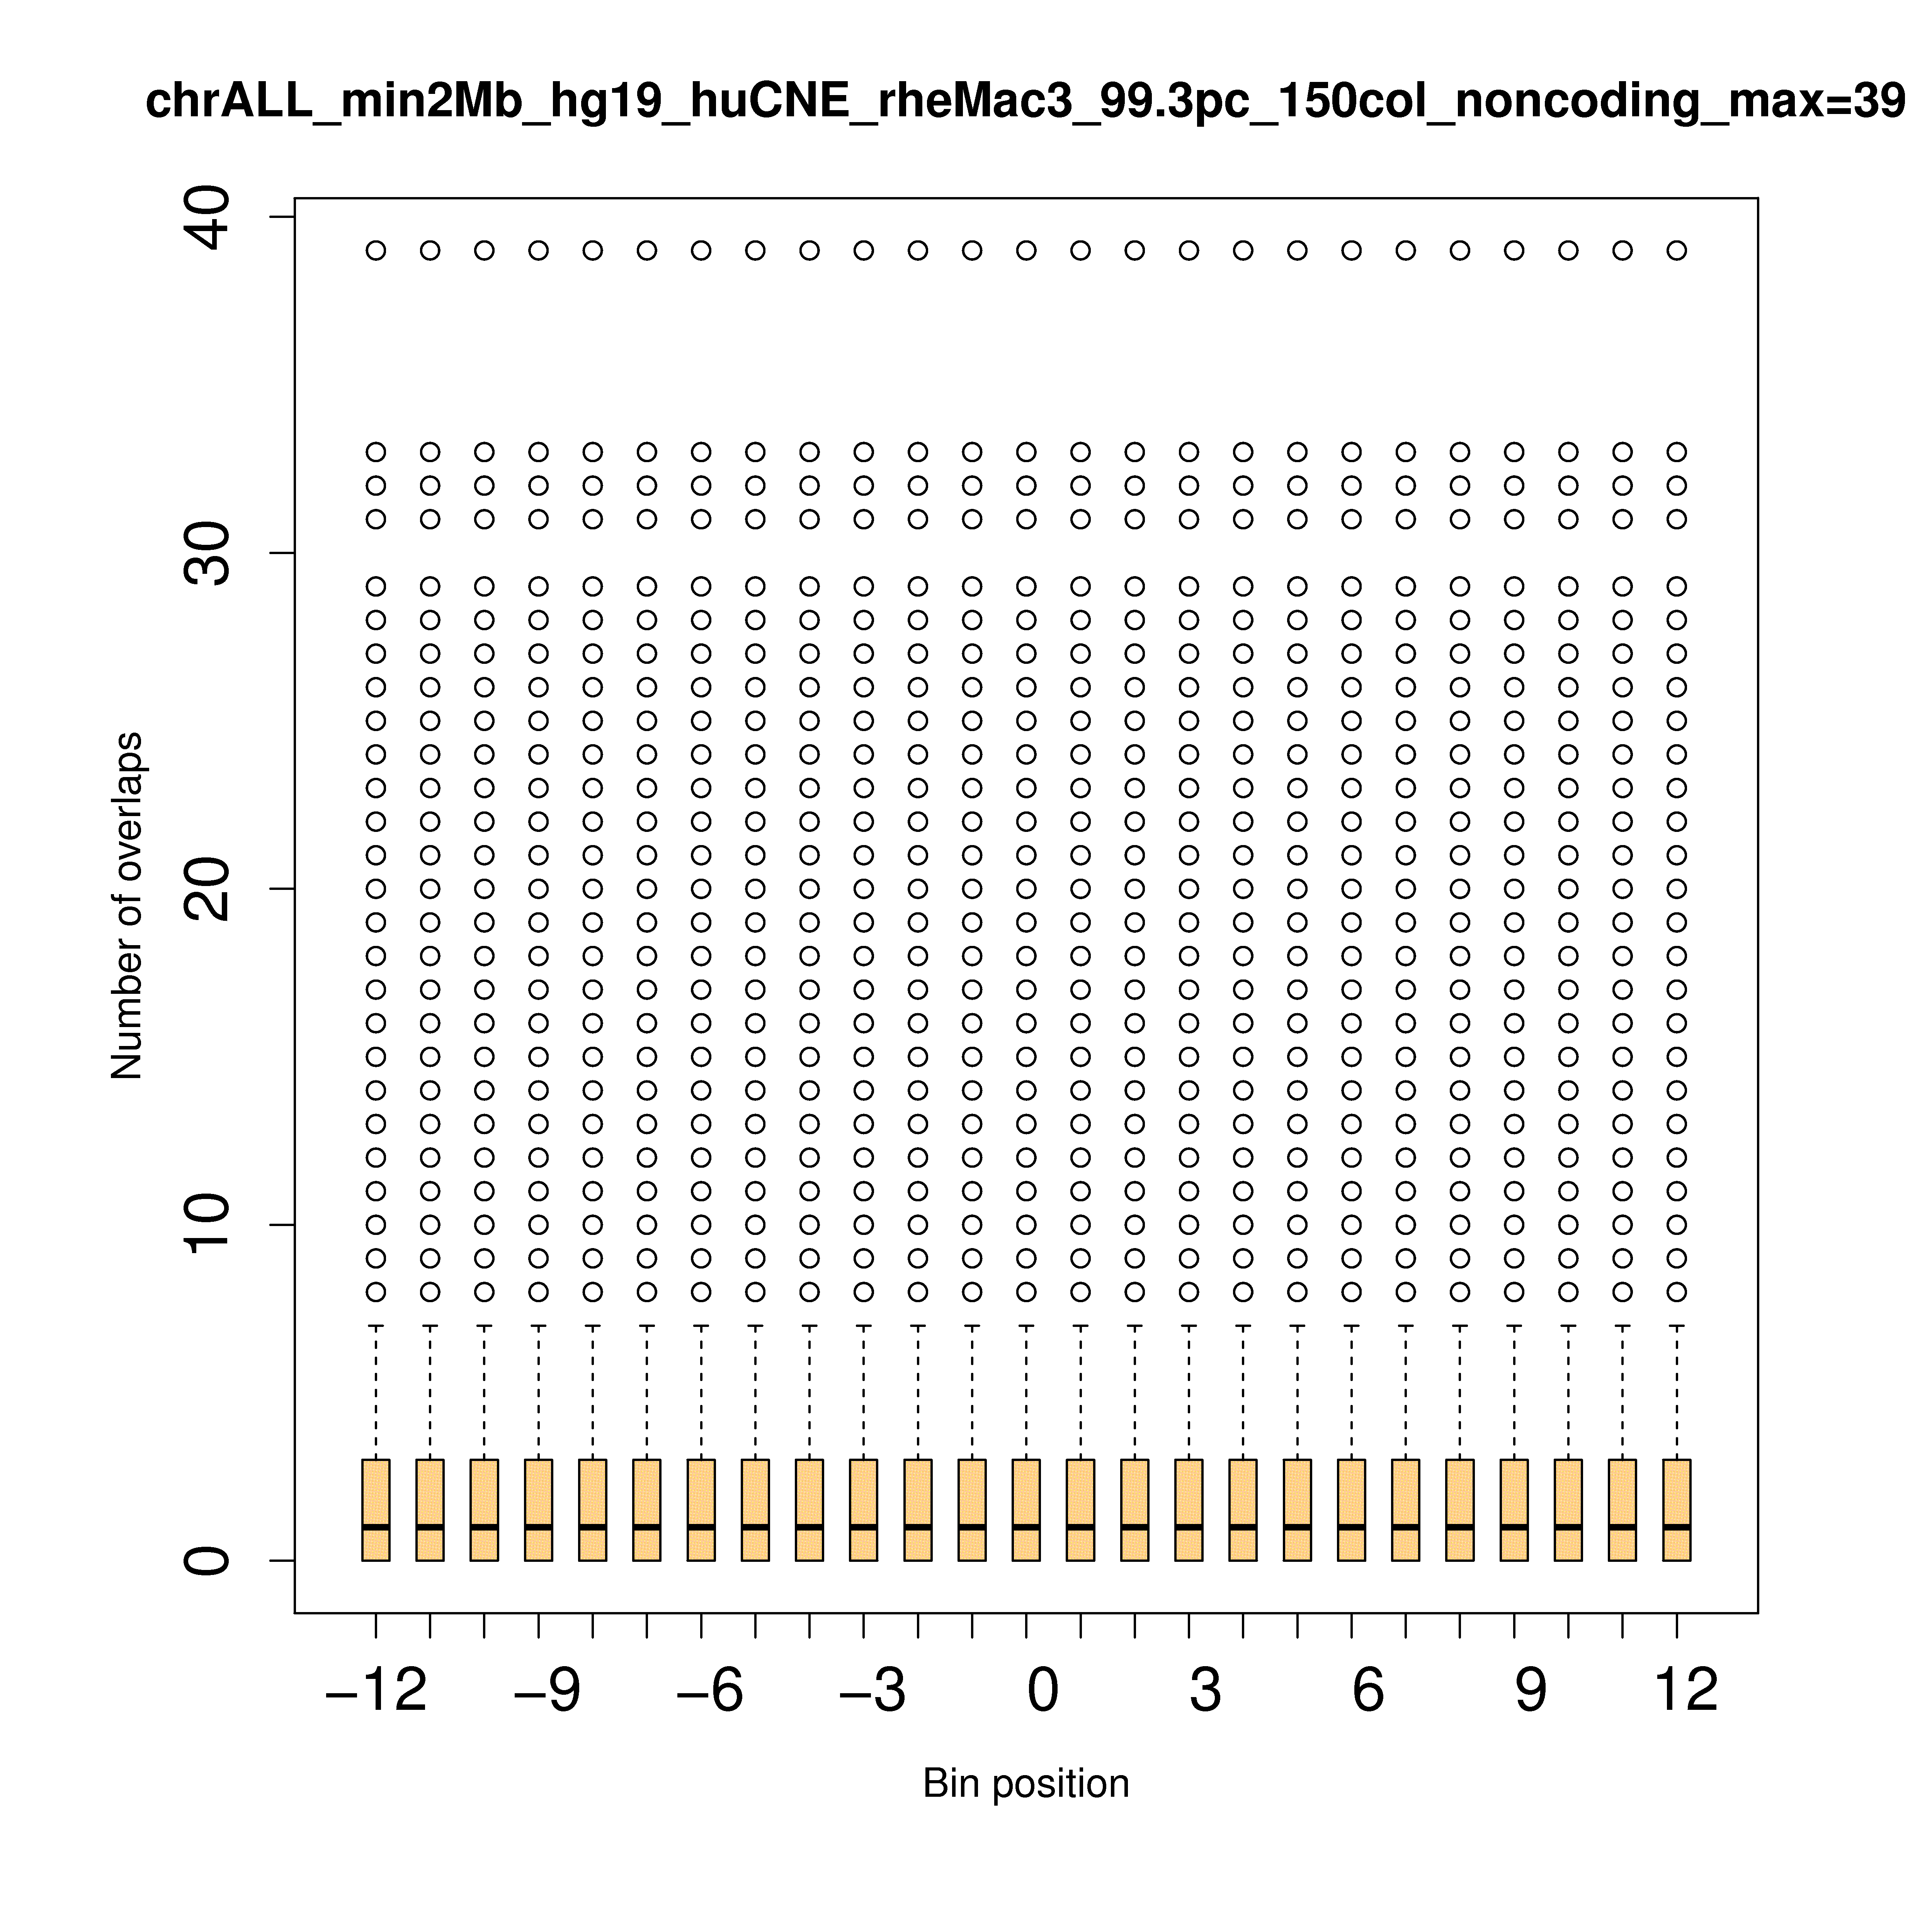 chrALL_min2Mb_hg19_huCNE_rheMac3_99.3pc_150col_noncoding_max=39
40
30
20
10
0
Number of overlaps
−12 −9 −6 −3 0 3 6 9 12
Bin position